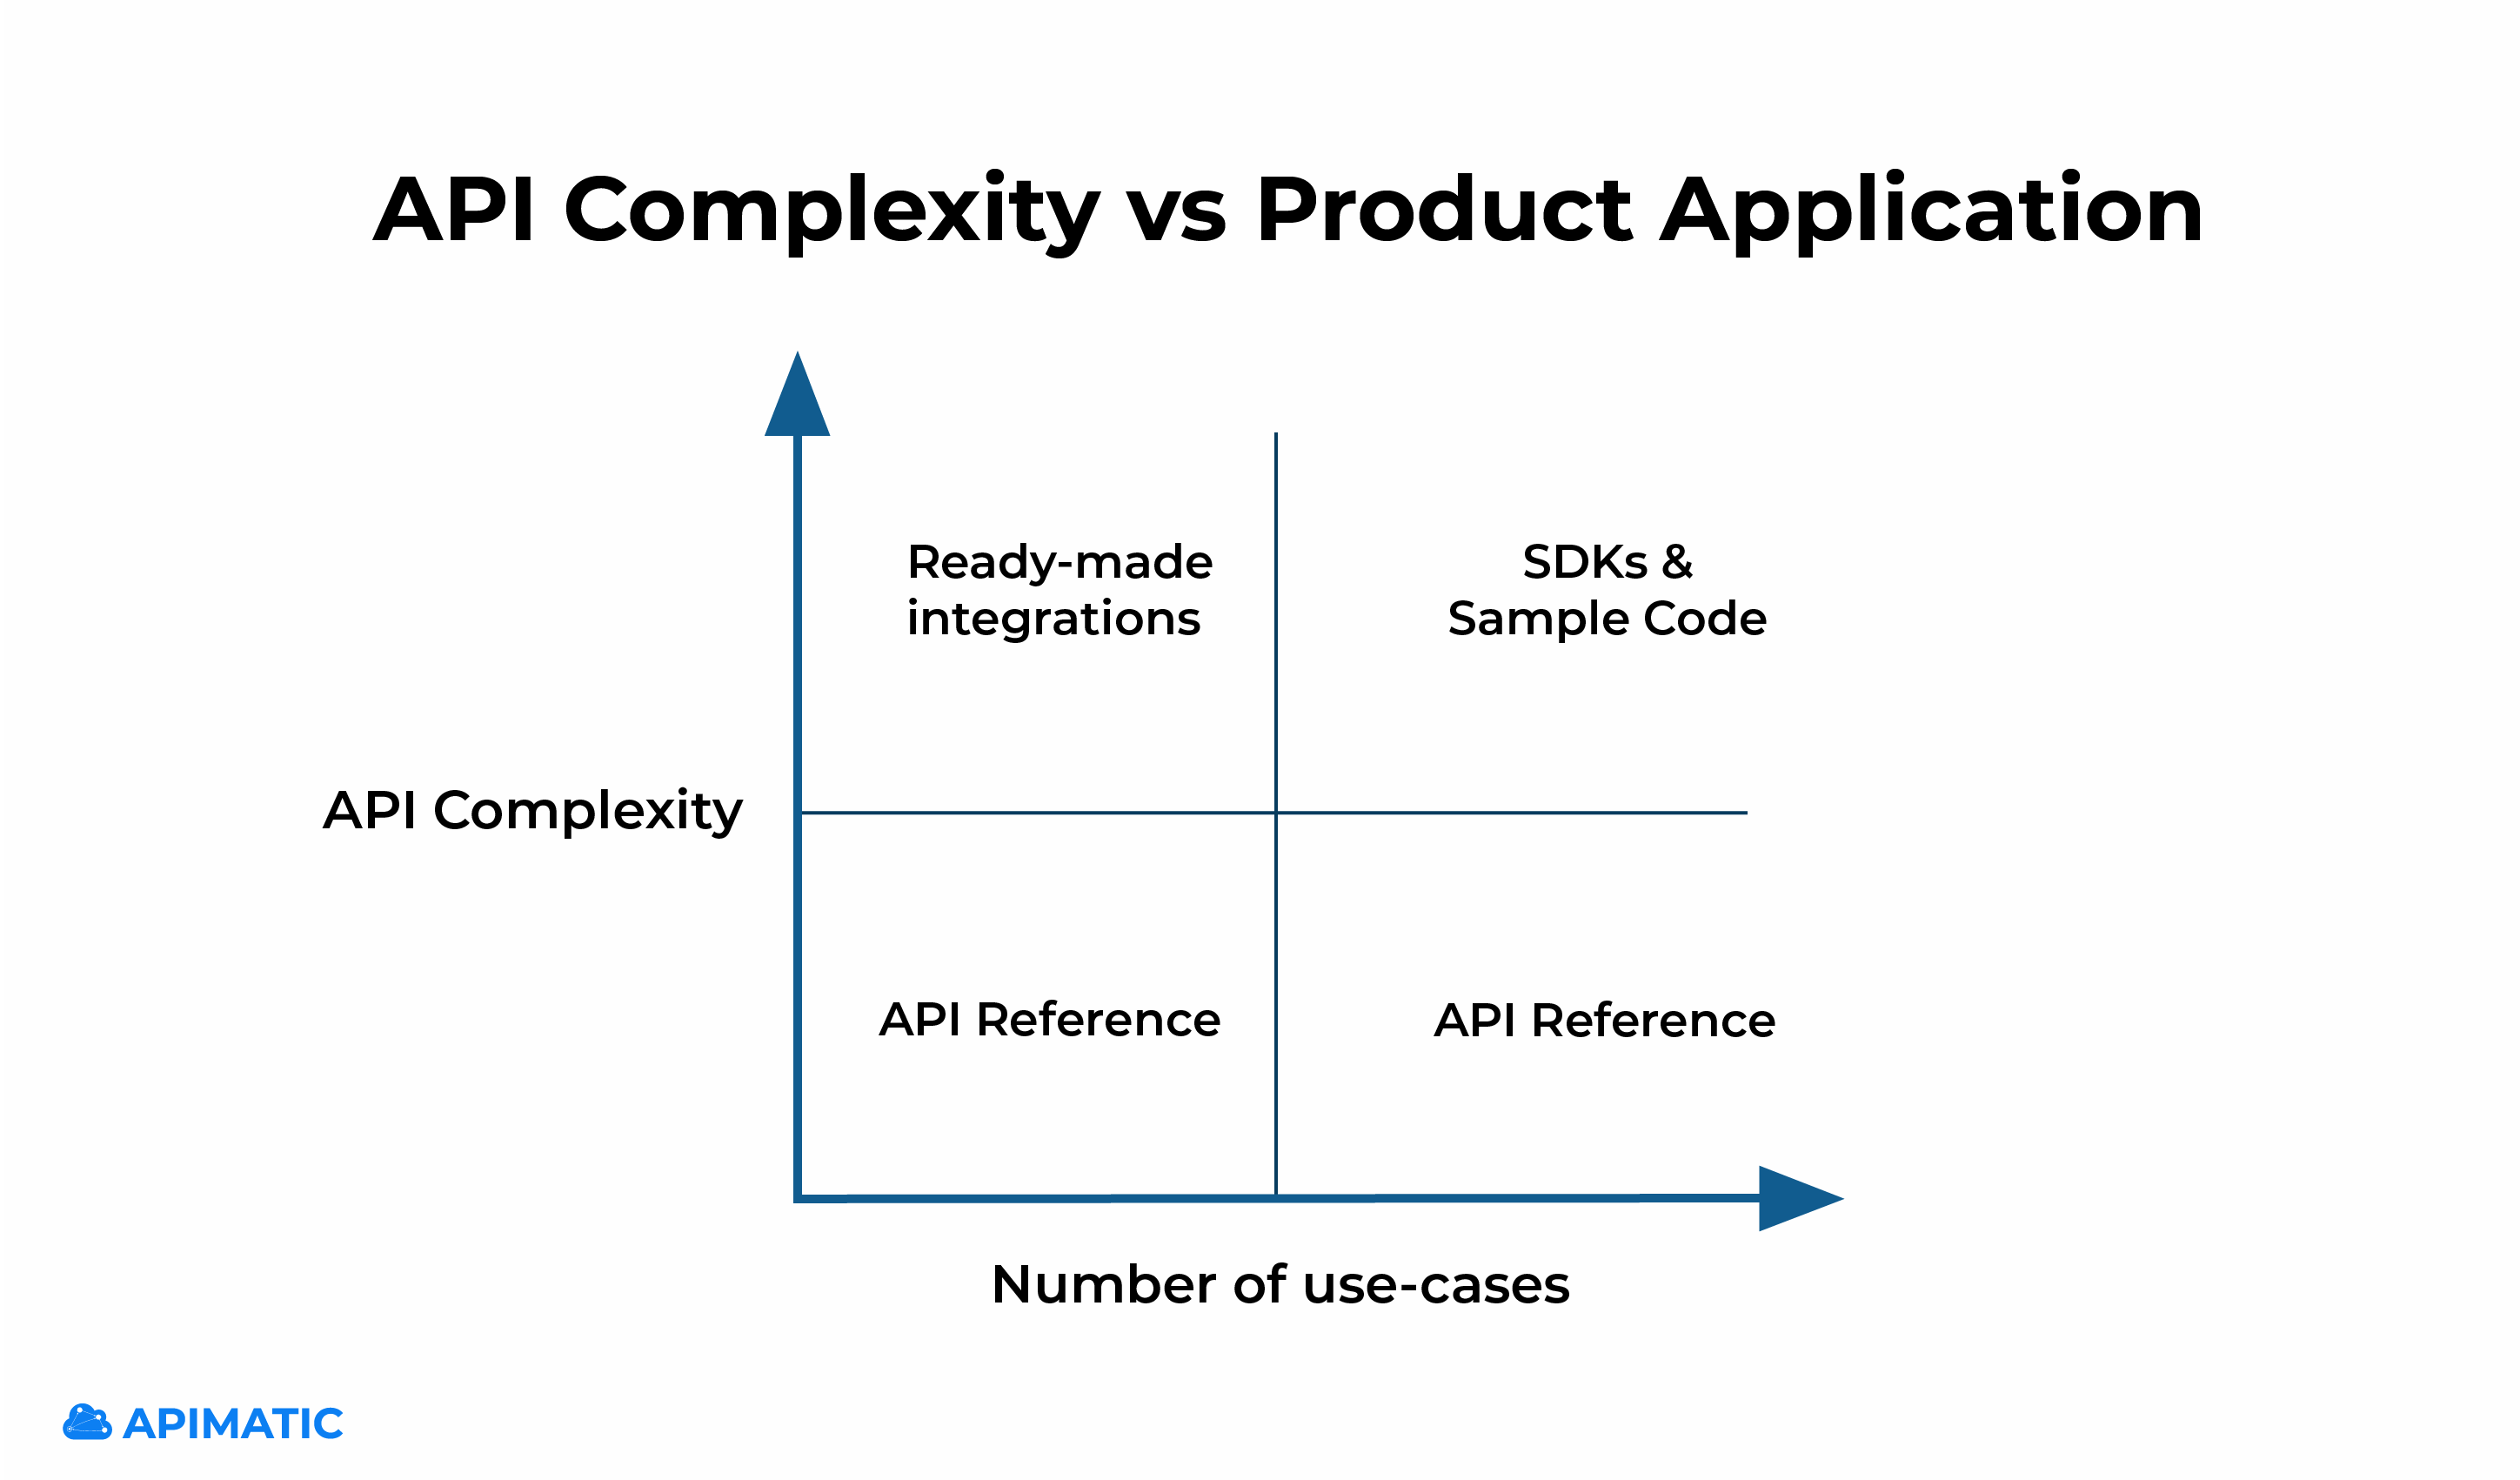 API Complexity vs Product Application
Ready-made
integrations
SDKs &
Sample Code
API Complexity
API Reference
API Reference
Number of use-cases
APIMATIC